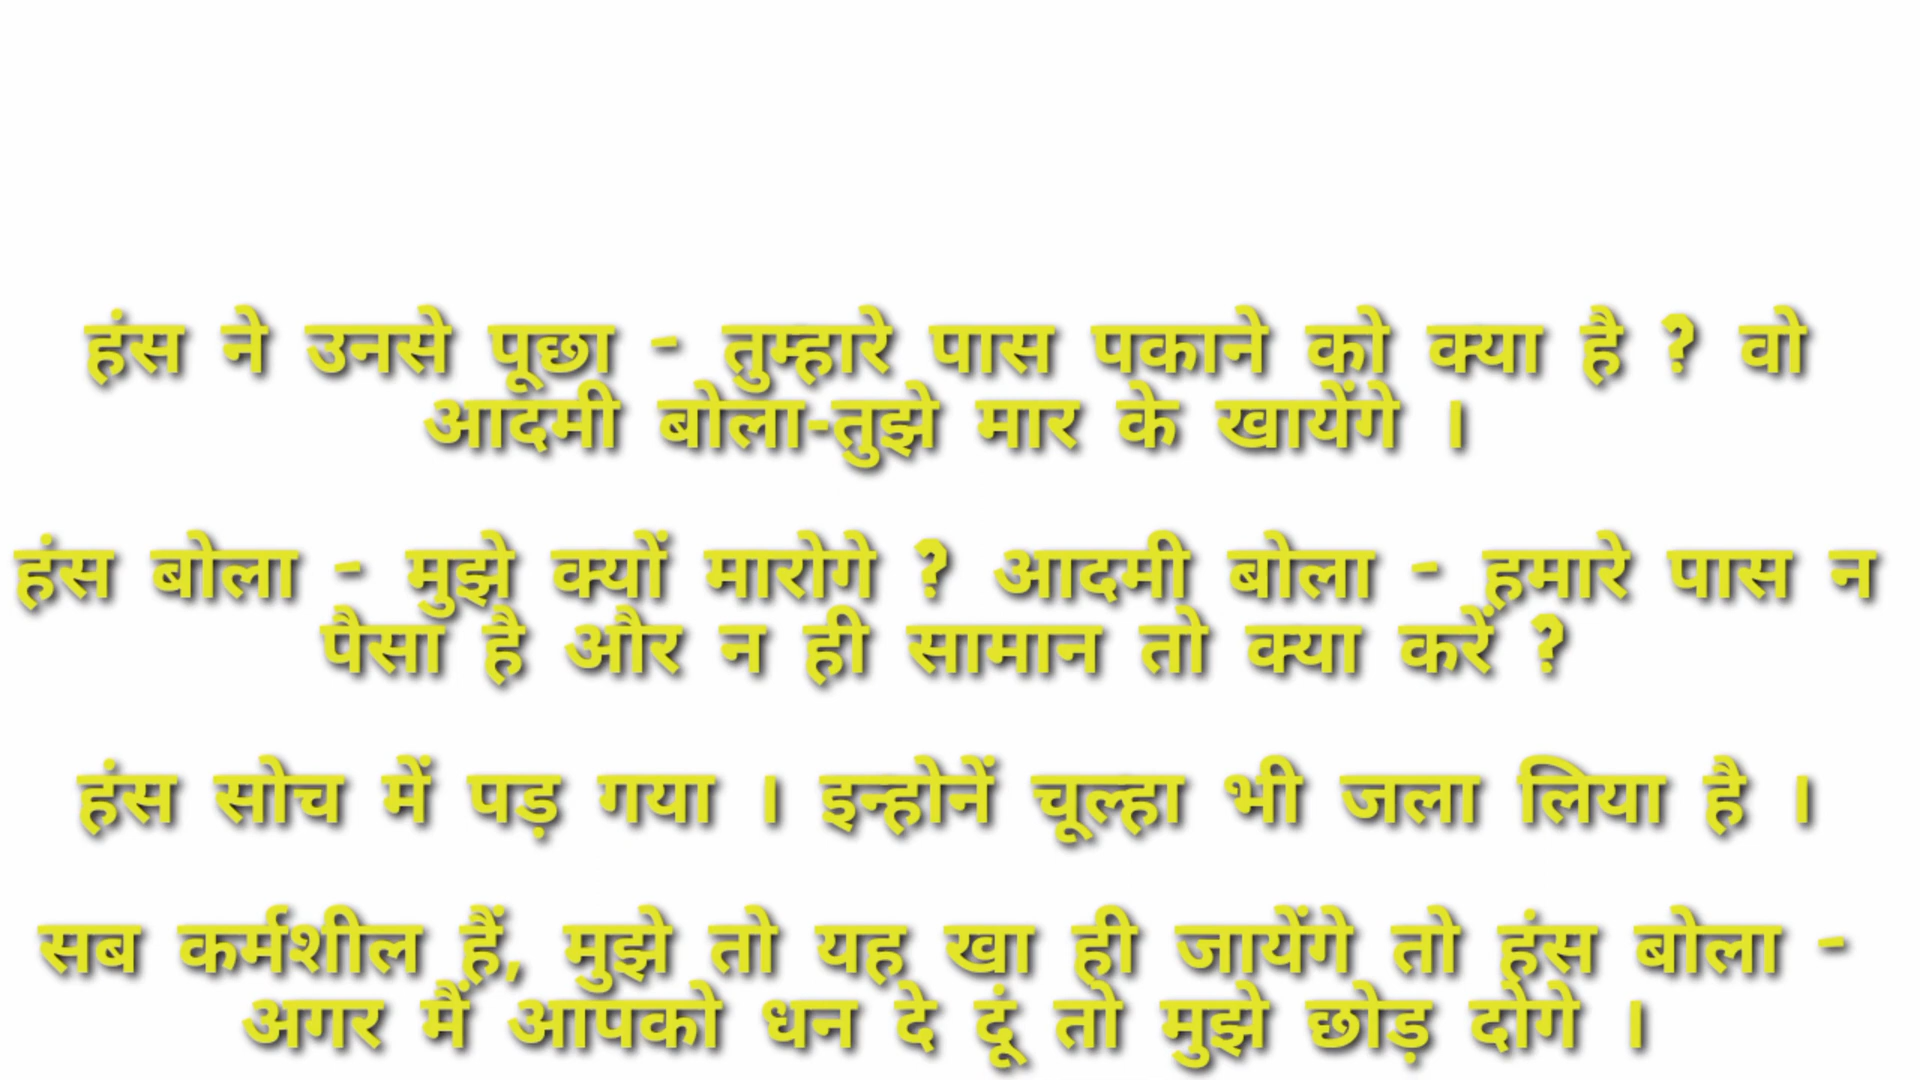 हंस ने उनसे पूछा - तुम्हारे पास पकाने को क्या है ? वो
आदमी बोला-तुझे मार के खायेंगे ।
हंस बोला - मुझे क्यों मारोगे ? आदमी बोला - हमारे पास न
पैसा है और न ही सामान तो क्या करें ?
हंस सोच में पड़ गया । इन्होनें चूल्हा भी जला लिया है ।
सब कर्मशील हैं, मुझे तो यह खा ही जायेंगे तो हंस बोला -
अगर मैं आपको धन दे दूं तो मुझे छोड़ दोगे ।